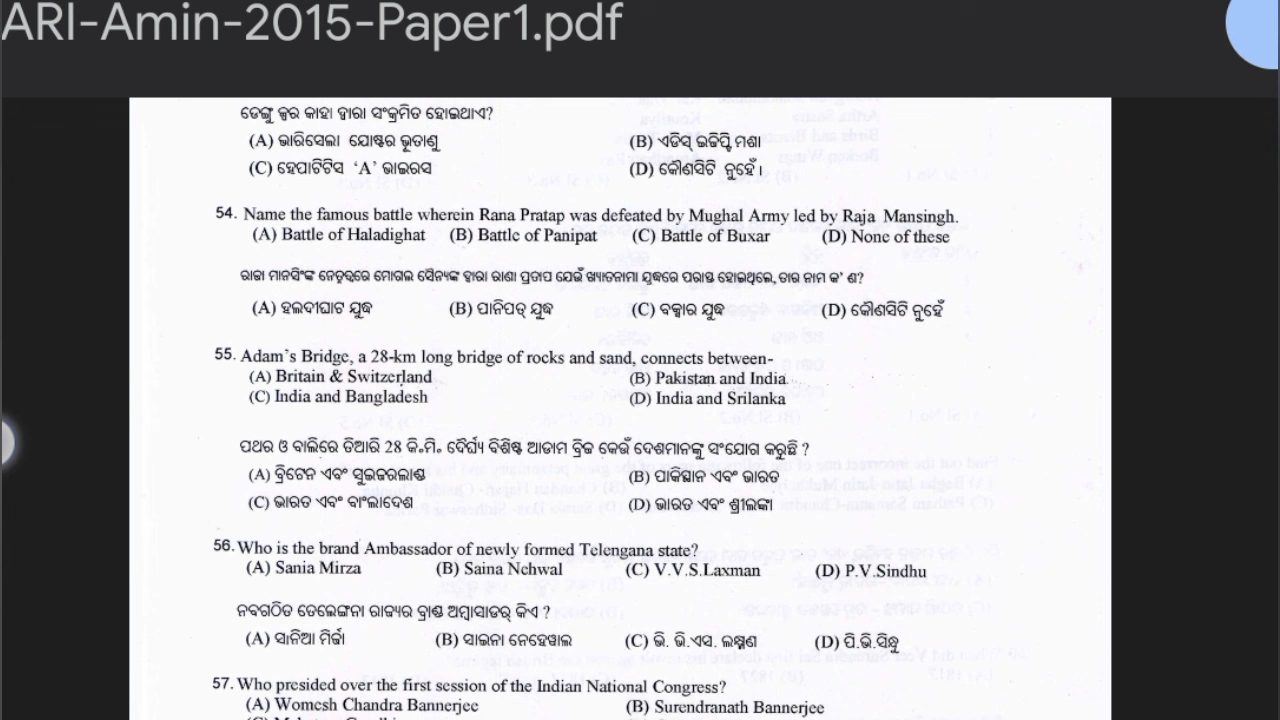 ARI-Amin-2015-Paper1.pdf
ଡେଙ୍ଗୁ ଜ୍ୱର କାହା ଦ୍ୱାରା ସଂକ୍ରମିତ ହୋଇଥାଏ?
(A) ଭାରିସେଲା ଯୋଷ୍ଟର ଭୂତାଣୁ (B) ଏଡିସ୍ ଇଜିପ୍ଟି ମଶା
(C) ହେପାଟିଟିସ ‘A’ ଭାଇରସ (D) କୌଣସିଟି ନୁହେଁ।
54. Name the famous battle wherein Rana Pratap was defeated by Mughal Army led by Raja Mansingh.
(A) Battle of Haladighat (B) Battle of Panipat (C) Battle of Buxar (D) None of these
ରାଜା ମାନସିଂଙ୍କ ନେତୃତ୍ୱରେ ମୋଗଲ ସୈନ୍ୟଙ୍କ ଦ୍ୱାରା ରାଣା ପ୍ରତାପ ଯେଉଁ ଖ୍ୟାତନାମା ଯୁଦ୍ଧରେ ପରାସ୍ତ ହୋଇଥିଲେ, ତାର ନାମ କ’ ଣ?
(A) ହଲଦୀଘାଟ ଯୁଦ୍ଧ (B) ପାନିପତ୍ ଯୁଦ୍ଧ (C) ବକ୍ସାର ଯୁଦ୍ଧ (D) କୌଣସିଟି ନୁହେଁ
55. Adam’s Bridge, a 28-km long bridge of rocks and sand, connects between-
(A) Britain & Switzerland (B) Pakistan and India
(C) India and Bangladesh (D) India and Srilanka
ପଥର ଓ ବାଲିରେ ତିଆରି 28 କି.ମି. ଦୈର୍ଘ୍ୟ ବିଶିଷ୍ଟ ଆଡାମ ବ୍ରିଜ କେଉଁ ଦେଶମାନଙ୍କୁ ସଂଯୋଗ କରୁଛି ?
(A) ବ୍ରିଟେନ ଏବଂ ସୁଇଜରଲାଣ୍ଡ (B) ପାକିସ୍ତାନ ଏବଂ ଭାରତ
(C) ଭାରତ ଏବଂ ବାଂଲାଦେଶ (D) ଭାରତ ଏବଂ ଶ୍ରୀଲଙ୍କା
56. Who is the brand Ambassador of newly formed Telengana state?
(A) Sania Mirza (B) Saina Nehwal (C) V.V.S.Laxman (D) P.V.Sindhu
ନବଗଠିତ ତେଲେଙ୍ଗନା ରାଜ୍ୟର ବ୍ରାଣ୍ଡ ଅମ୍ବାସାଡର୍ କିଏ ?
(A) ସାନିଆ ମିର୍ଜା (B) ସାଇନା ନେହେୱାଲ (C) ଭି. ଭି.ଏସ. ଲକ୍ଷ୍ମଣ (D) ପି.ଭି.ସିନ୍ଧୁ
57. Who presided over the first session of the Indian National Congress?
(A) Womesh Chandra Bannerjee (B) Surendranath Bannerjee